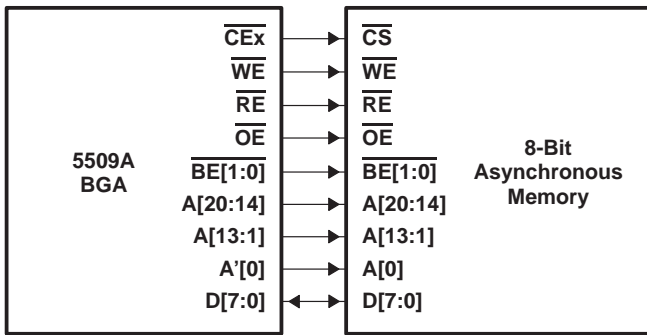 CEx CS
WE WE
RE RE
OE OE
BE[1:0] BE[1:0]
A[20:14] A[20:14]
A[13:1] A[13:1]
A'[0] A[0]
D[7:0] D[7:0]
5509A
BGA
8-Bit
Asynchronous
Memory